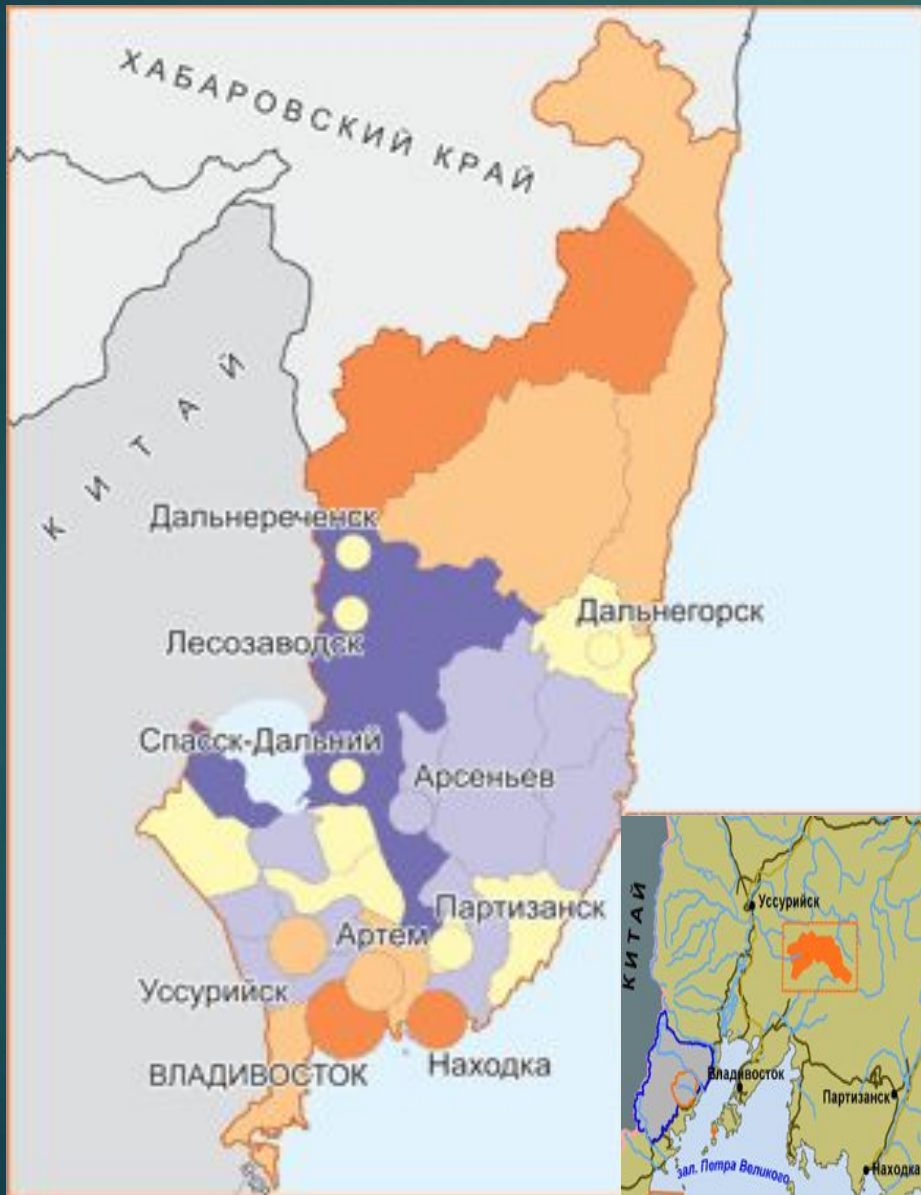 ХАБАРОВСКИЙ КРАЙ
КИТАЙ
Дальнереченск
Дальнегорск
Лесозаводск
Спасск-Дальний
Арсеньев
Партизанск
Артём
Уссурийск
ВЛАДИВОСТОК
Находка
КИТАЙ
Уссурийск
Владивосток
Партизанск
Находка
зал. Петра Великого